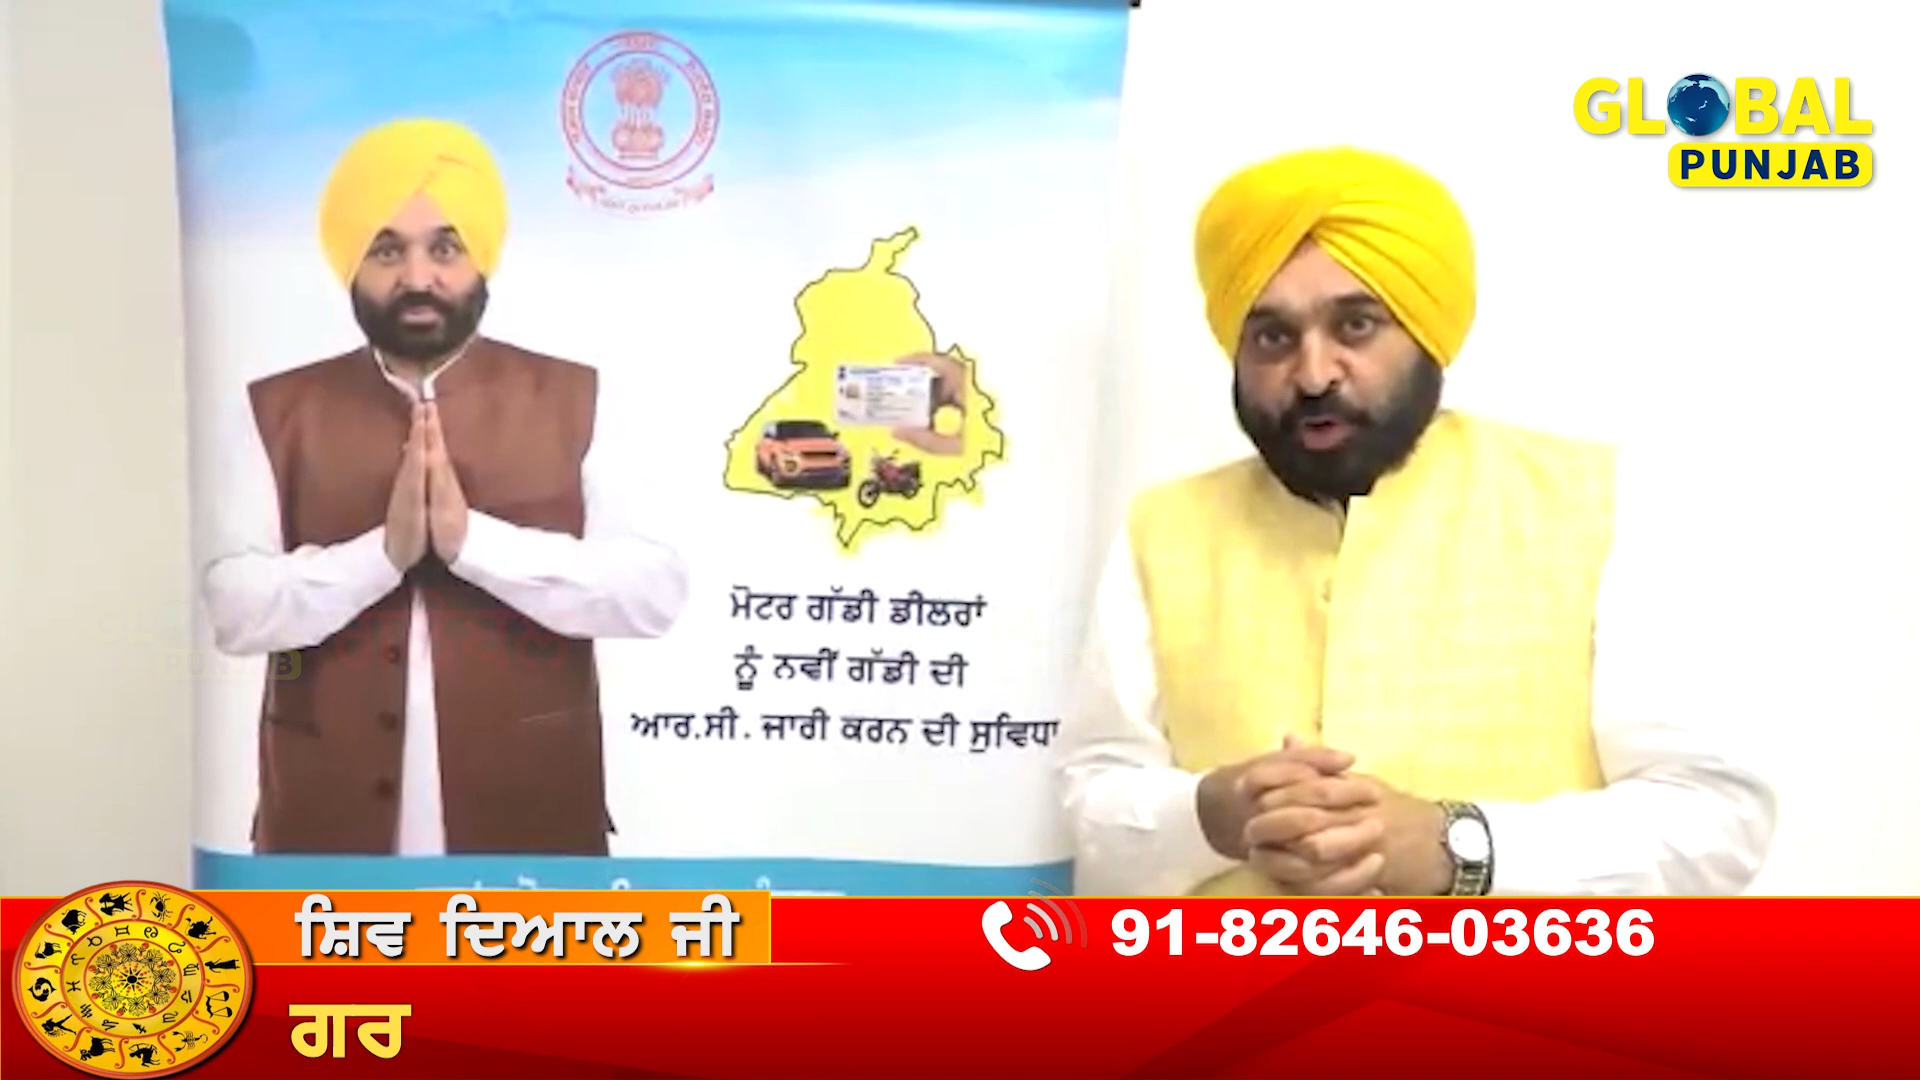 GLOBAL
PUNJAB
ਮੋਟਰ ਗੱਡੀ ਡੀਲਰਾਂ
ਨੂੰ ਨਵੀਂ ਗੱਡੀ ਦੀ
ਆਰ.ਸੀ. ਜਾਰੀ ਕਰਨ ਦੀ ਸੁਵਿਧਾ
ਸ਼ਿਵ ਦਿਆਲ ਜੀ
91-82646-03636
ਗਰ